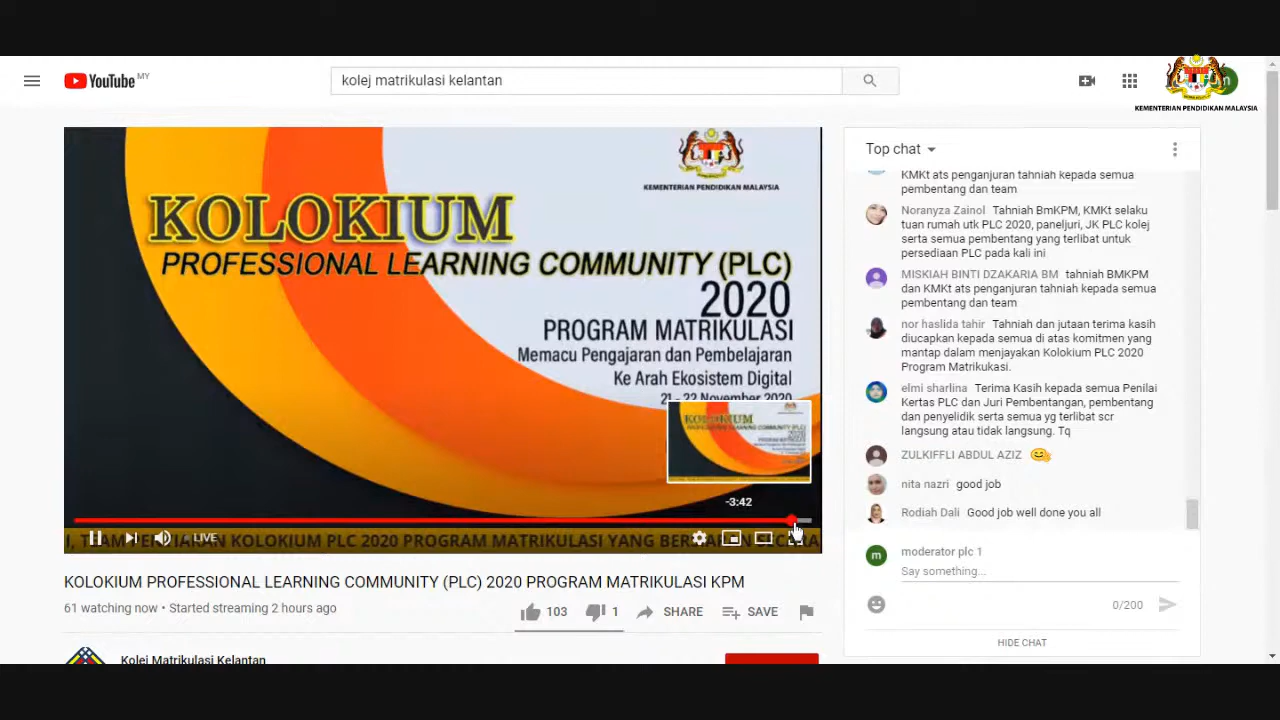 YouTube MY
kolej matrikulasi kelantan
KEMENTERIAN PENDIDIKAN MALAYSIA
KEMENTERIAN PENDIDIKAN MALAYSIA
KOLOKIUM
PROFESSIONAL LEARNING COMMUNITY (PLC)
2020
PROGRAM MATRIKULASI
Memacu Pengajaran dan Pembelajaran
Ke Arah Ekosistem Digital
21 - 22 November 2020
-3:42
LIVE
I, TEAM PENYIARAN KOLOKIUM PLC 2020 PROGRAM MATRIKULASI YANG
KOLOKIUM PROFESSIONAL LEARNING COMMUNITY (PLC) 2020 PROGRAM MATRIKULASI KPM
61 watching now • Started streaming 2 hours ago
103 1 SHARE SAVE
Kolej Matrikulasi Kelantan
Top chat
KMKt ats penganjuran tahniah kepada semua
pembentang dan team
Noranyza Zainol Tahniah BmKPM, KMKt selaku
tuan rumah utk PLC 2020, paneljuri, JK PLC kolej
serta semua pembentang yang terlibat untuk
persediaan PLC pada kali ini
MISKIAH BINTI DZAKARIA BM tahniah BMKPM
dan KMKt ats penganjuran tahniah kepada semua
pembentang dan team
nor haslida tahir Tahniah dan jutaan terima kasih
diucapkan kepada semua di atas komitmen yang
mantap dalam menjayakan Kolokium PLC 2020
Program Matrikukasi.
elmi sharlina Terima Kasih kepada semua Penilai
Kertas PLC dan Juri Pembentangan, pembentang
dan penyelidik serta semua yg terlibat scr
langsung atau tidak langsung. Tq
ZULKIFFLI ABDUL AZIZ
nita nazri good job
Rodiah Dali Good job well done you all
m
moderator plc 1
Say something...
0/200
HIDE CHAT